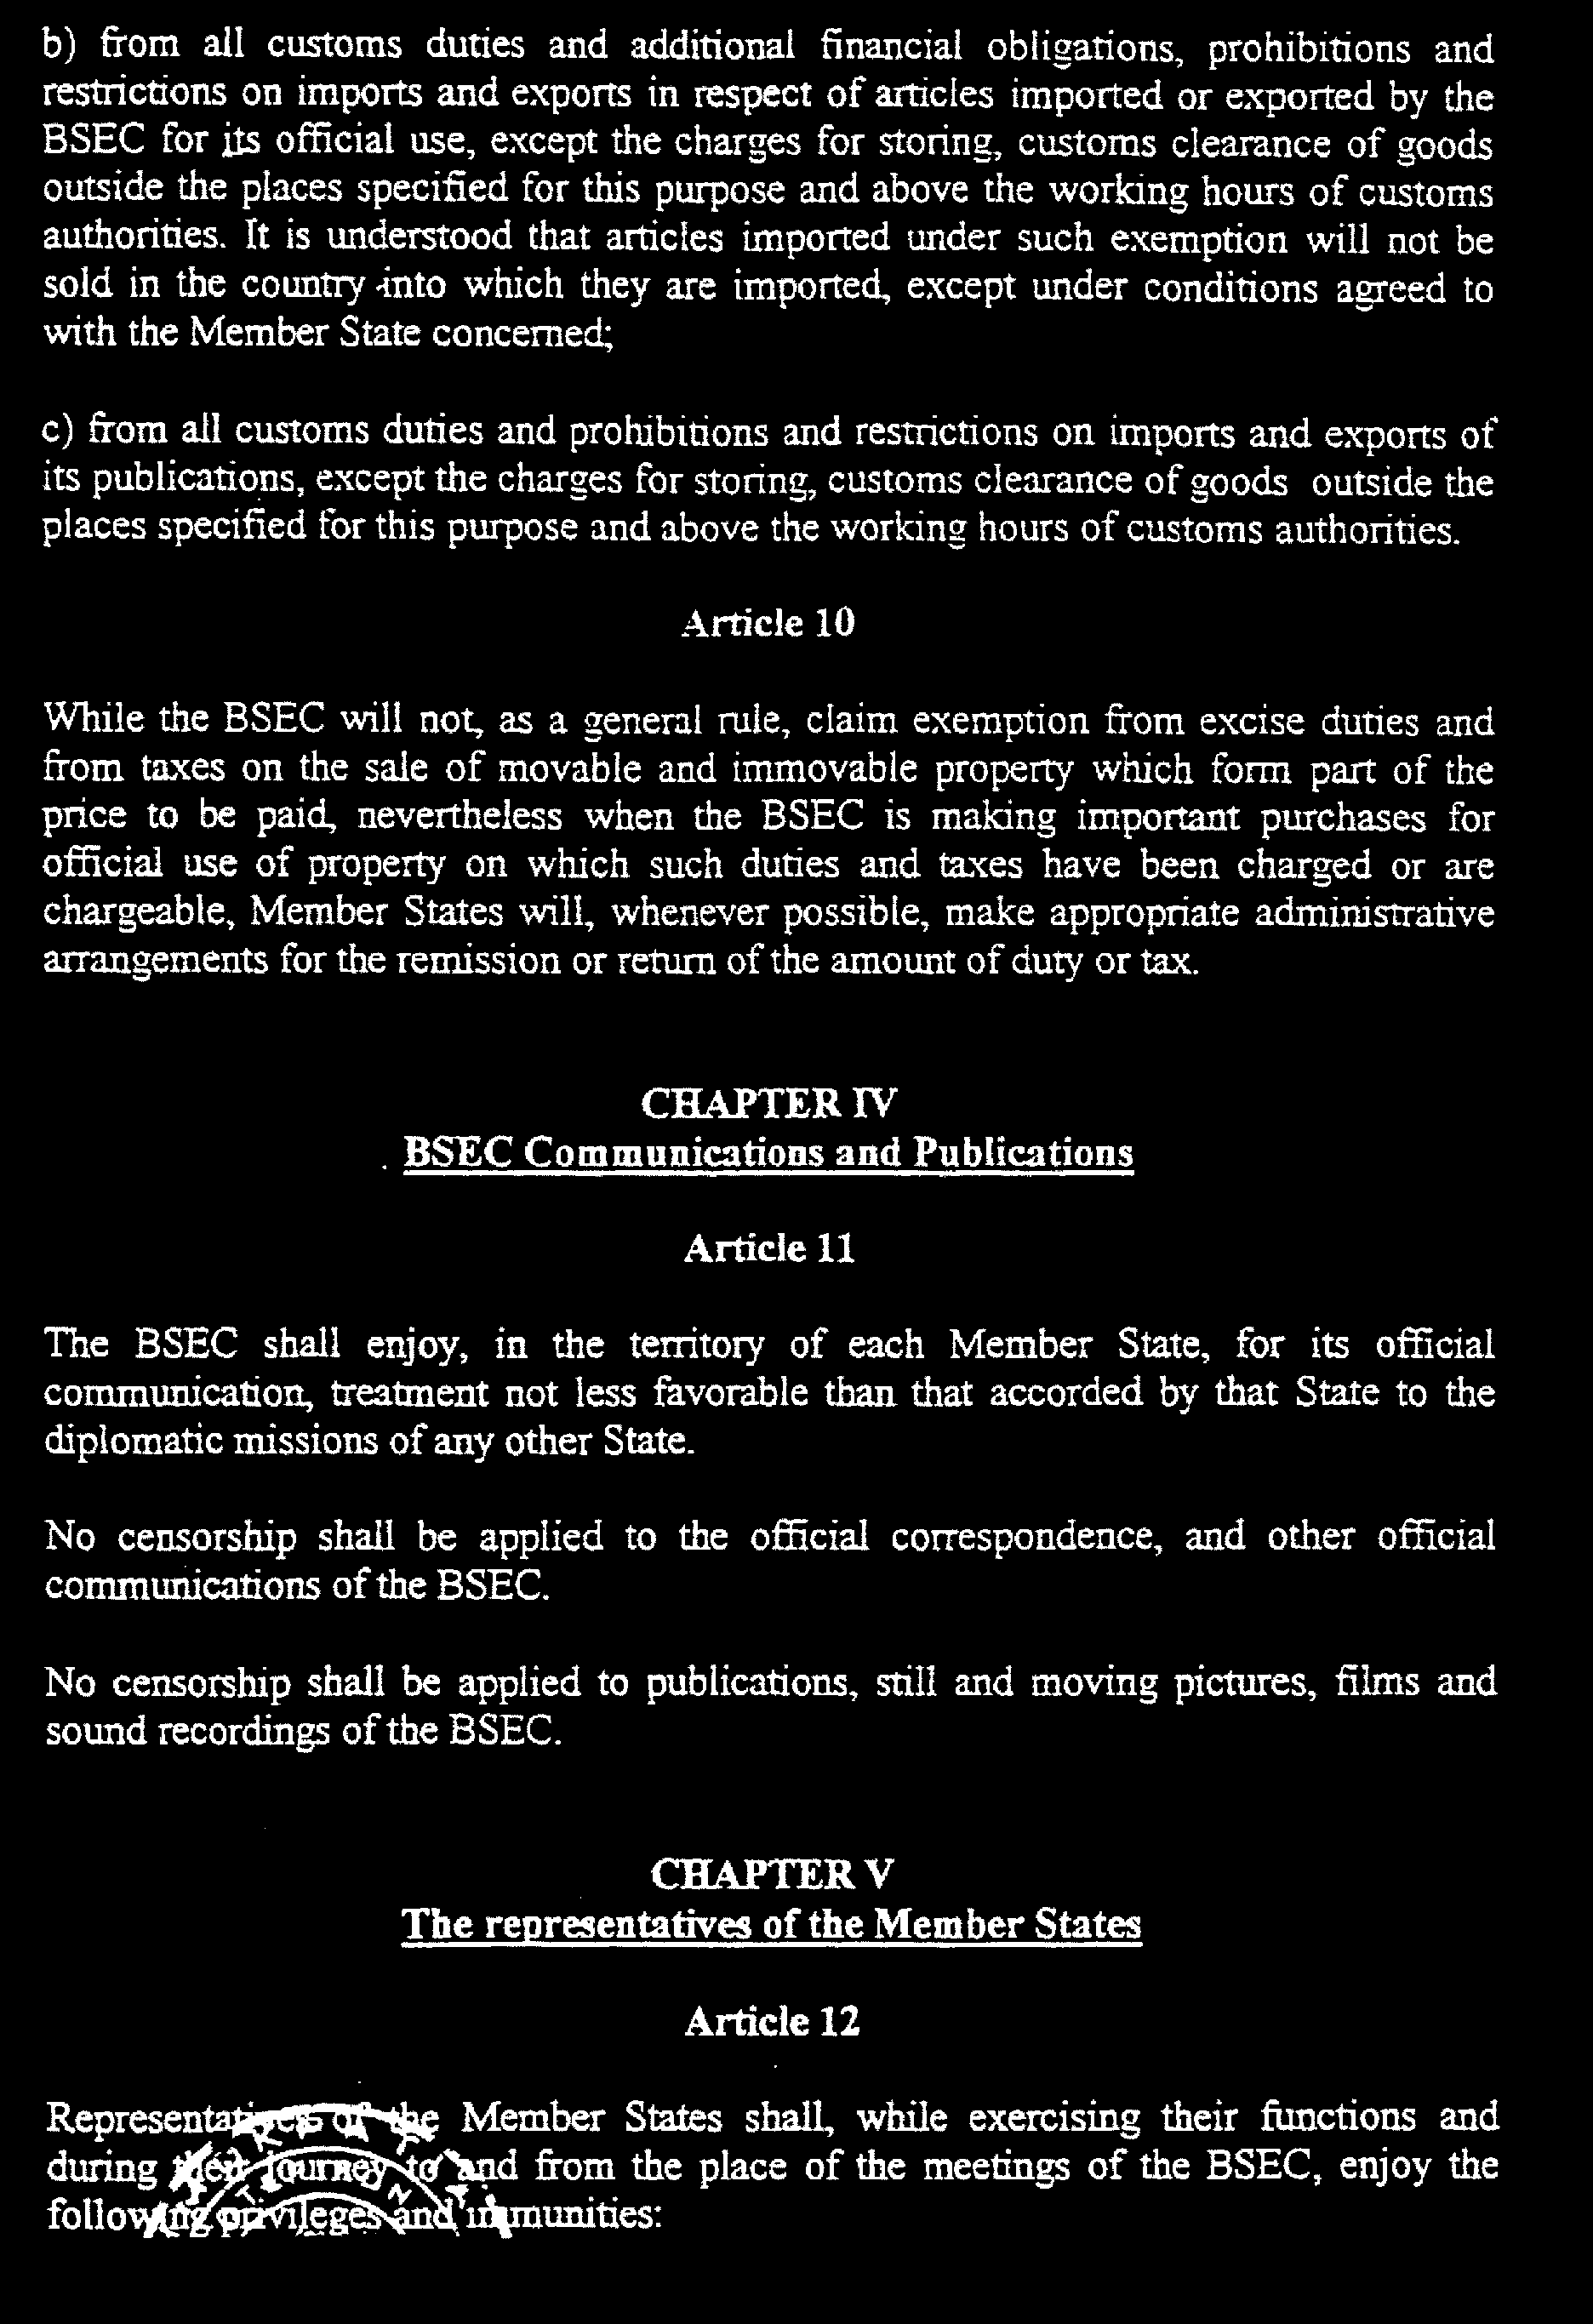 b) from all customs duties and additional financial obligations, prohibitions and
restrictions on imports and exports in respect of articles imported or exported by the
BSEC for its official use, except the charges for storing, customs clearance of goods
outside the places specified for this purpose and above the working hours of customs
authorities. It is understood that articles imported under such exemption will not be
sold in the country into which they are imported, except under conditions agreed to
with the Member State concerned;
c) from all customs duties and prohibitions and restrictions on imports and exports of
its publications, except the charges for storing, customs clearance of goods outside the
places specified for this purpose and above the working hours of customs authorities.
Article 10
While the BSEC will not, as a general rule, claim exemption from excise duties and
from taxes on the sale of movable and immovable property which form part of the
price to be paid, nevertheless when the BSEC is making important purchases for
official use of property on which such duties and taxes have been charged or are
chargeable, Member States will, whenever possible, make appropriate administrative
arrangements for the remission or return of the amount of duty or tax.
CHAPTER IV
BSEC Communications and Publications
Article 11
The BSEC shall enjoy, in the territory of each Member State, for its official
communication, treatment not less favorable than that accorded by that State to the
diplomatic missions of any other State.
No censorship shall be applied to the official correspondence, and other official
communications of the BSEC.
No censorship shall be applied to publications, still and moving pictures, films and
sound recordings of the BSEC.
CHAPTER V
The representatives of the Member States
Article 12
Representatives of the Member States shall, while exercising their functions and
during their journey to and from the place of the meetings of the BSEC, enjoy the
following privileges and immunities: